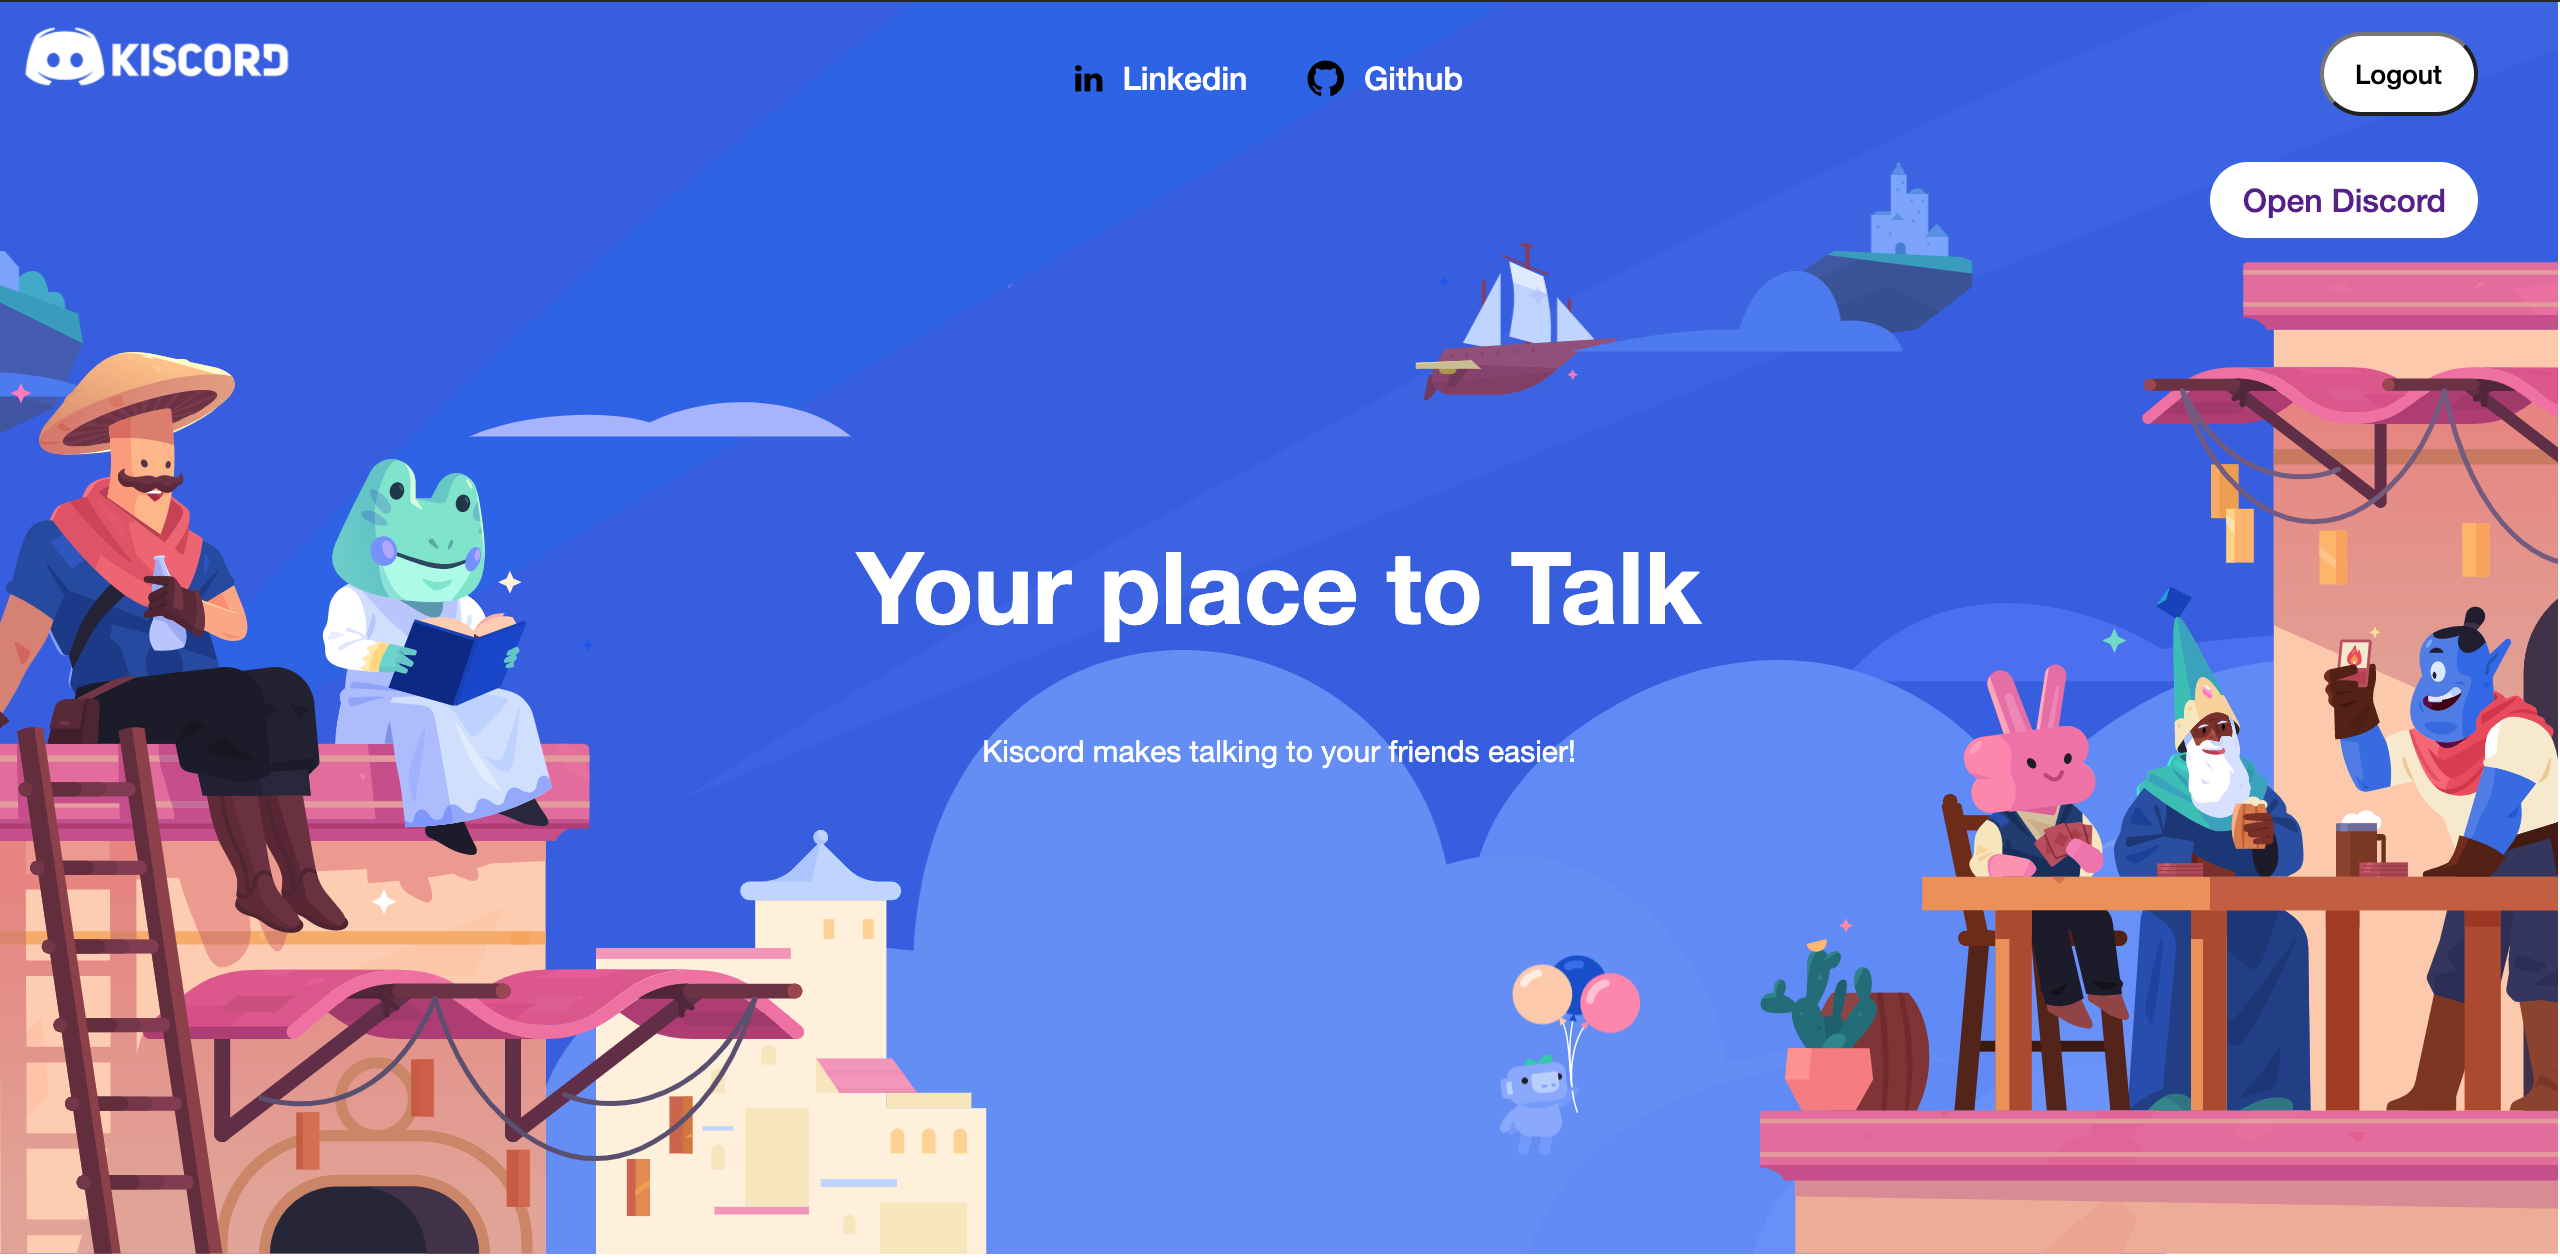 KISCORD
Linkedin
Github
Logout
Open Discord
Your place to Talk
Kiscord makes talking to your friends easier!